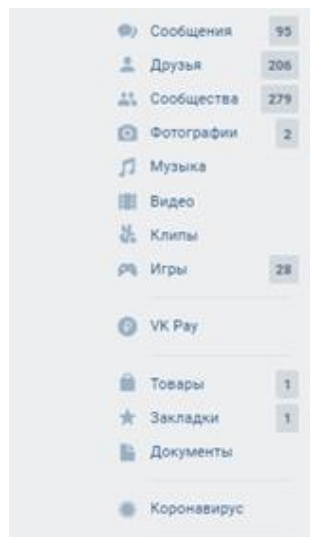 Сообщения 95
Друзья 206
Сообщества 279
Фотографии 2
Музыка
Видео
Клипы
Игры 28
VK Pay
Товары 1
Закладки 1
Документы
Коронавирус